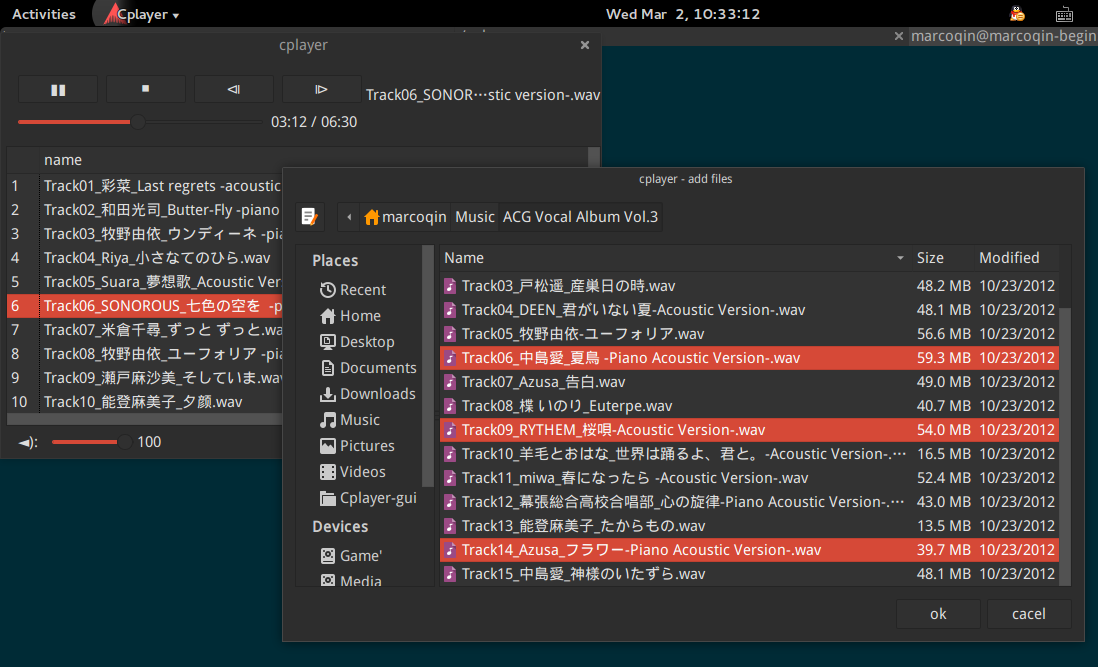 Activities
Cplayer
Wed Mar 2, 10:33:12
cplayer
marcoqin@marcoqin-begin
Track06_SONOR⋯stic version-.wav
03:12 / 06:30
name
1 Track01_彩菜_Last regrets -acoustic
2 Track02_和田光司_Butter-Fly -piano
3 Track03_牧野由依_ウンディーネ -pia
4 Track04_Riya_小さなてのひら.wav
5 Track05_Suara_夢想歌_Acoustic Ver
6 Track06_SONOROUS_七色の空を -p
7 Track07_米倉千尋_ずっと ずっと.wa
8 Track08_牧野由依_ユーフォリア -pia
9 Track09_瀬戸麻沙美_そしていま.wav
10 Track10_能登麻美子_夕颜.wav
100
cplayer - add files
marcoqin Music ACG Vocal Album Vol.3
Places
Recent
Home
Desktop
Documents
Downloads
Music
Pictures
Videos
Cplayer-gui
Devices
Game'
Media
Name Size Modified
Track03_戸松遥_産巣日の時.wav 48.2 MB 10/23/2012
Track04_DEEN_君がいない夏-Acoustic Version-.wav 48.1 MB 10/23/2012
Track05_牧野由依-ユーフォリア.wav 56.6 MB 10/23/2012
Track06_中島愛_夏鳥 -Piano Acoustic Version-.wav 59.3 MB 10/23/2012
Track07_Azusa_告白.wav 49.0 MB 10/23/2012
Track08_楪 いのり_Euterpe.wav 40.7 MB 10/23/2012
Track09_RYTHEM_桜唄-Acoustic Version-.wav 54.0 MB 10/23/2012
Track10_羊毛とおはな_世界は踊るよ、君と。-Acoustic Version-.⋯ 16.5 MB 10/23/2012
Track11_miwa_春になったら -Acoustic Version-.wav 52.4 MB 10/23/2012
Track12_幕張総合高校合唱部_心の旋律-Piano Acoustic Version-.⋯ 43.0 MB 10/23/2012
Track13_能登麻美子_たからもの.wav 13.5 MB 10/23/2012
Track14_Azusa_フラワー-Piano Acoustic Version-.wav 39.7 MB 10/23/2012
Track15_中島愛_神様のいたずら.wav 48.1 MB 10/23/2012
ok
cacel